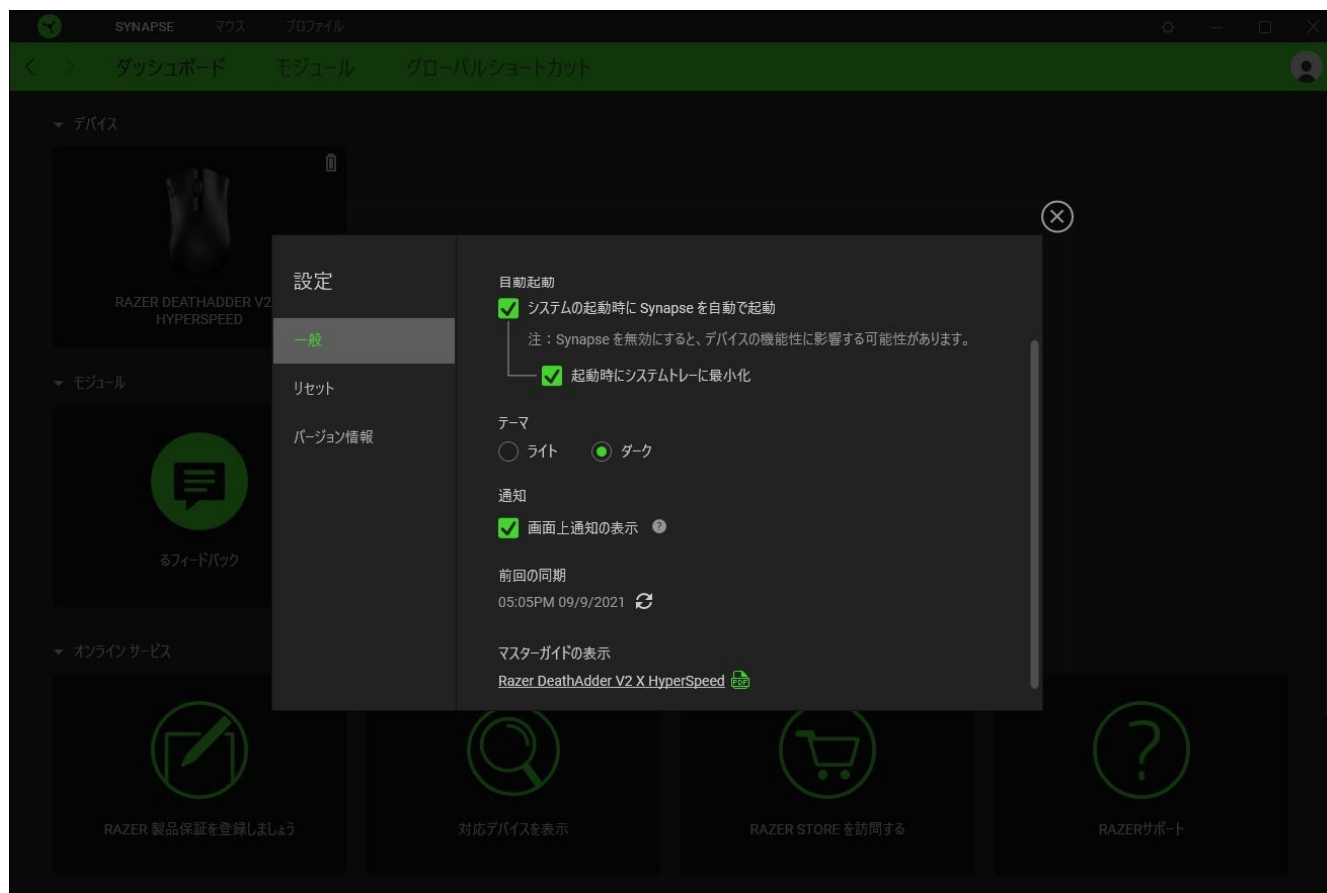 SYNAPSE マウス プロファイル
ダッシュボード モジュール グローバルショートカット
デバイス
RAZER DEATHADDER V2
HYPERSPEED
モジュール
るフィードバック
オンライン サービス
RAZER 製品保証を登録しましょう
対応デバイスを表示
RAZER STORE を訪問する
RAZERサポート
設定
一般
リセット
バージョン情報
自動起動
システムの起動時に Synapse を自動で起動
注：Synapse を無効にすると、デバイスの機能性に影響する可能性があります。
起動時にシステムトレーに最小化
テーマ
ライト ダーク
通知
画面上通知の表示 ?
前回の同期
05:05PM 09/9/2021
マスターガイドの表示
Razer DeathAdder V2 X HyperSpeed PDF